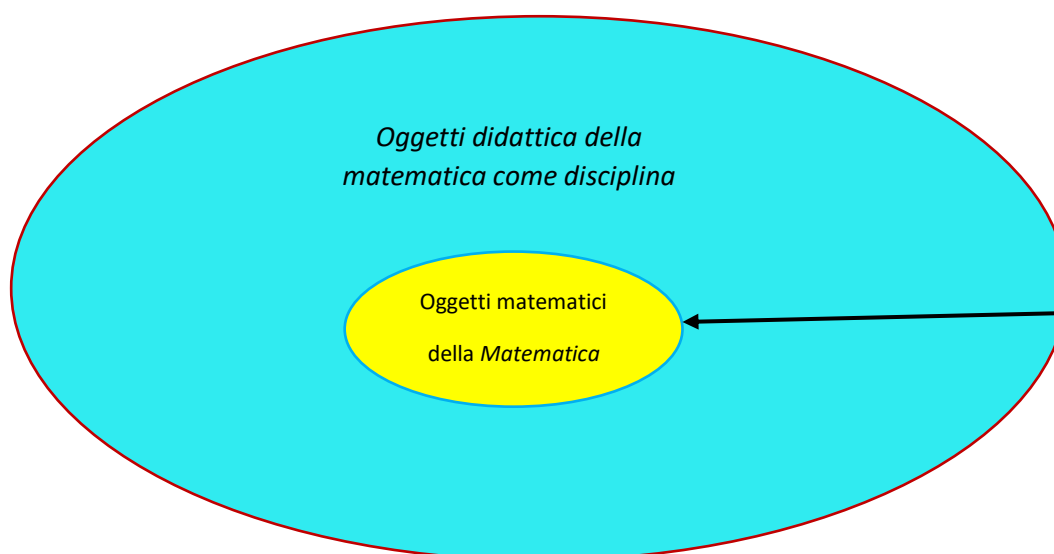 Oggetti didattica della
matematica come disciplina
Oggetti matematici
della Matematica